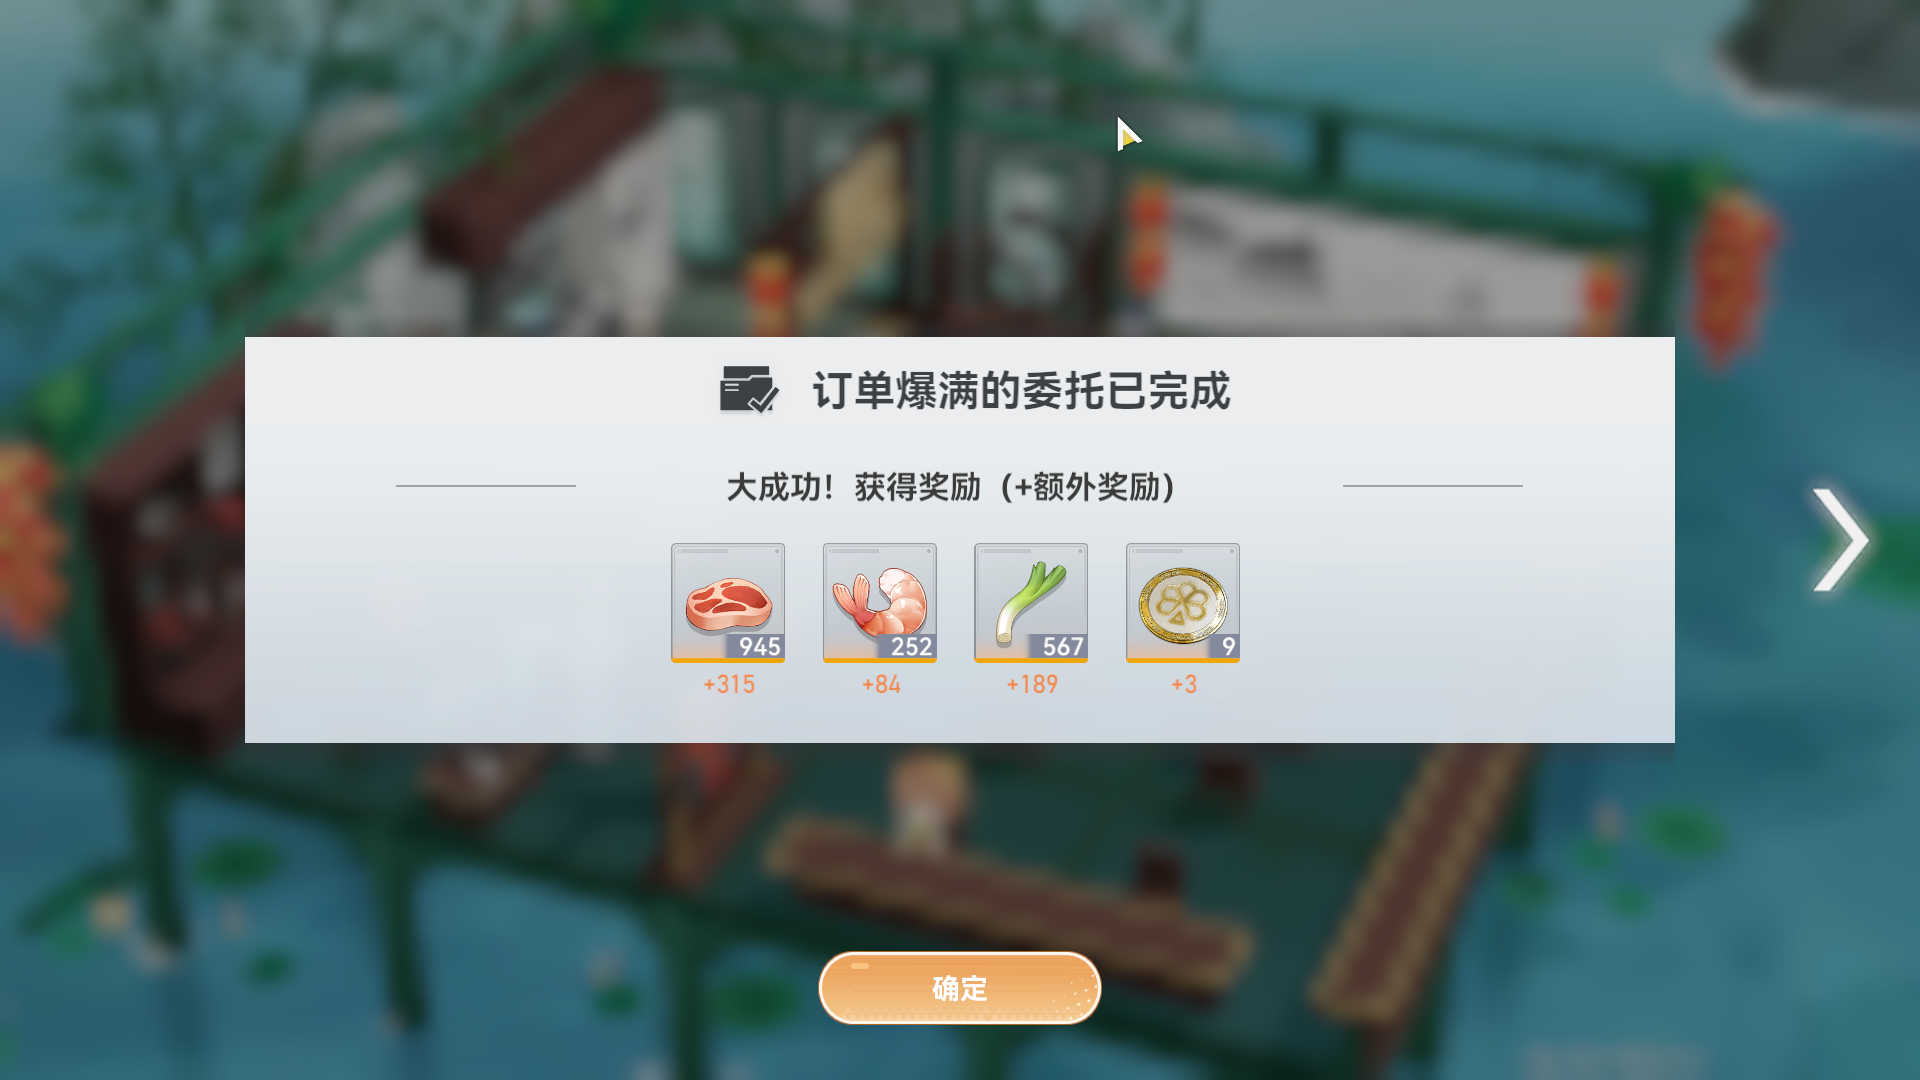 订单爆满的委托已完成
大成功！获得奖励（+额外奖励）
945 252 567 9
+315 +84 +189 +3
确定